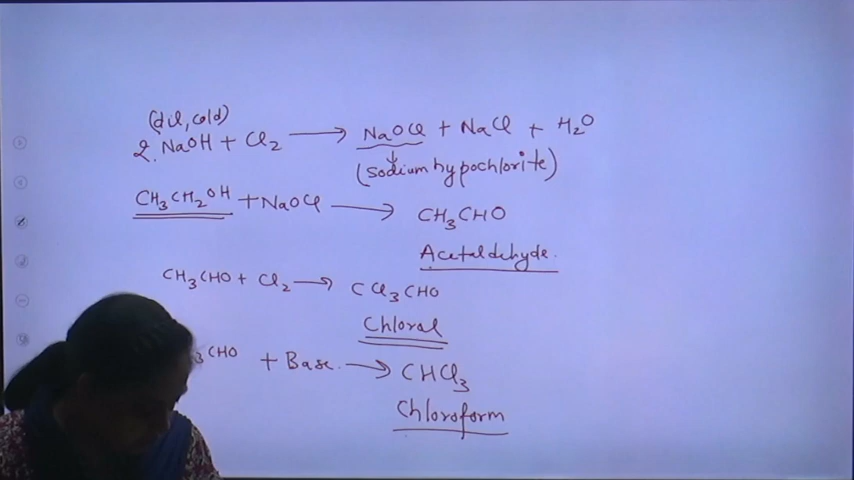 (dil, cold)
2. NaOH + Cl₂ ⟶ NaOCl + NaCl + H₂O
(sodium hypochlorite)
CH₃CH₂OH + NaOCl ⟶ CH₃CHO
Acetaldehyde.
CH₃CHO + Cl₂ ⟶ CCl₃CHO
Chloral
₃CHO + Base ⟶ CHCl₃
Chloroform